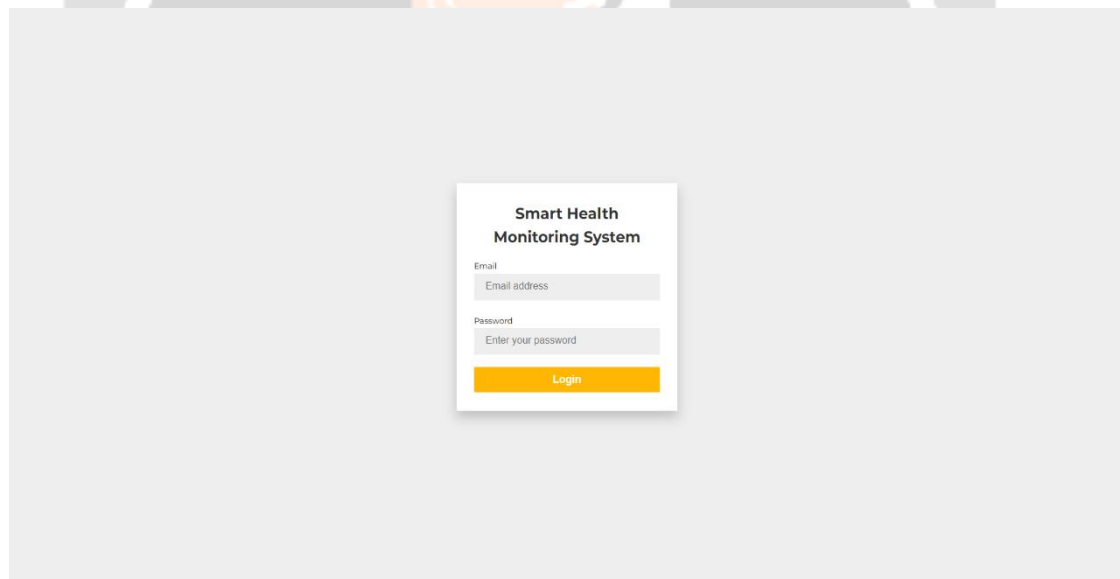 Smart Health
Monitoring System
Email
Email address
Password
Enter your password
Login